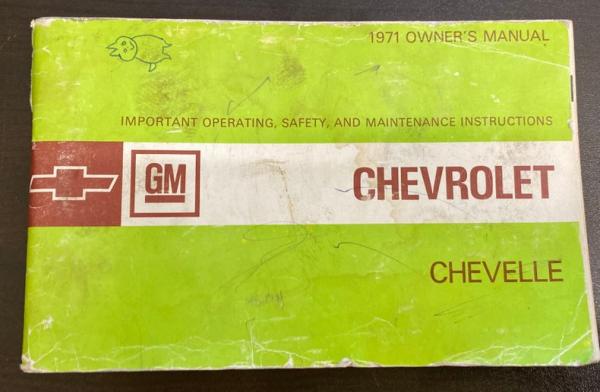 1971 OWNER'S MANUAL
IMPORTANT OPERATING, SAFETY, AND MAINTENANCE INSTRUCTIONS
GM
CHEVROLET
CHEVELLE